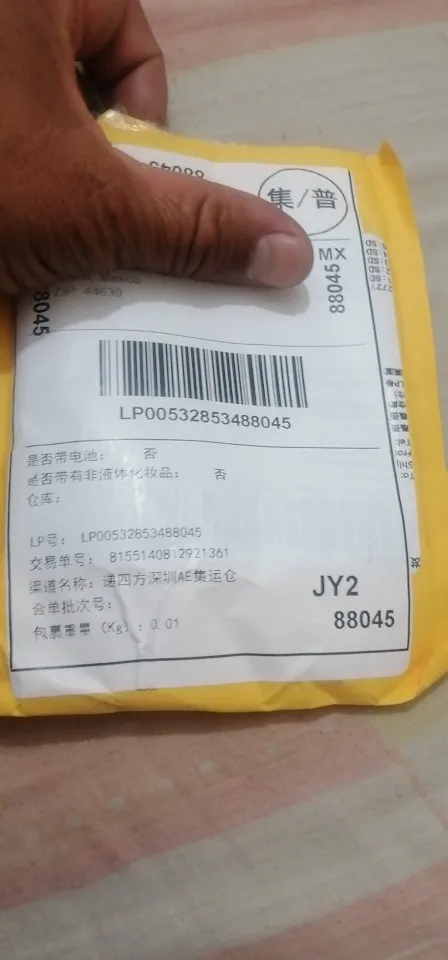 88045
集/普
MX
88045
8045
ZIP 44639
LP00532853488045
是否带电池： 否
是否带有非液体化妆品： 否
仓库：
LP号： LP00532853488045
交易单号： 8155140812921361
渠道名称：递四方深圳AE集运仓
JY2
合单批次号：
88045
包裹重量（Kg）：0.01